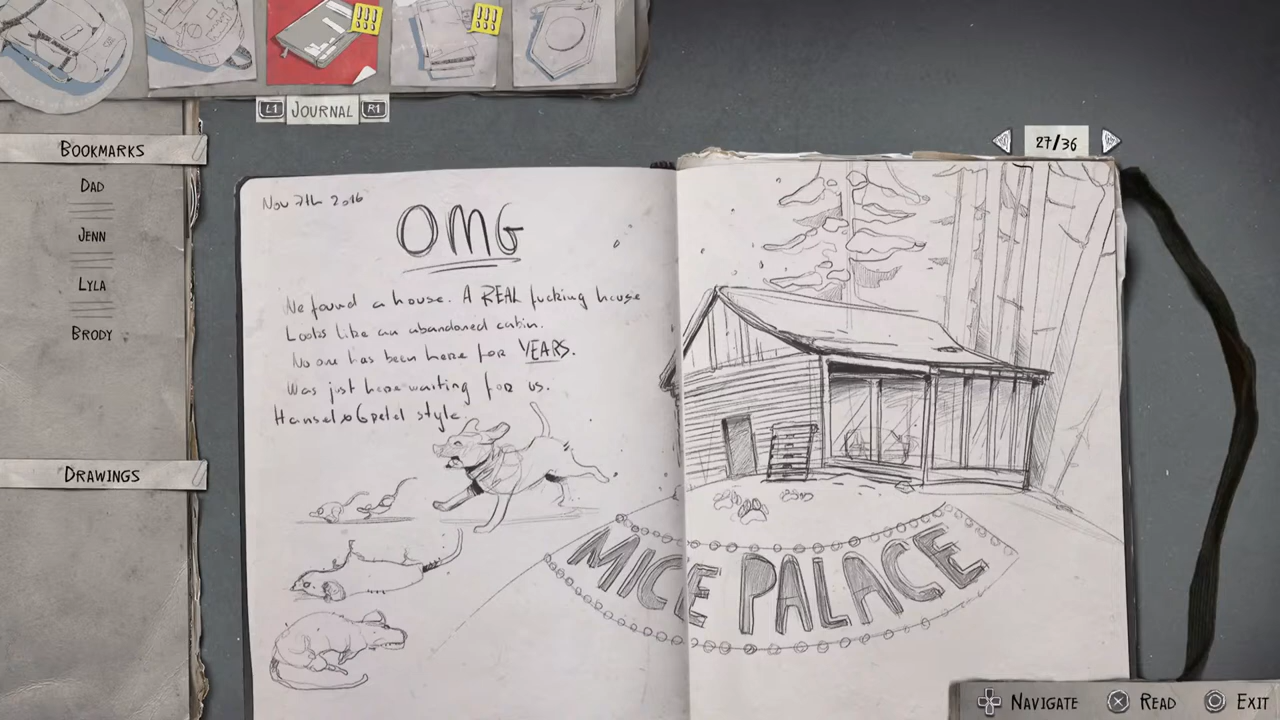 L1 JOURNAL R1
BOOKMARKS
DAD
JENN
LYLA
BRODY
DRAWINGS
27/36
Nov 7th 2016
OMG
We found a house. A REAL fucking house
Looks like an abandoned cabin.
No one has been here for YEARS.
Was just here waiting for us.
Hansel & Gretel style.
MICE PALACE
NAVIGATE READ EXIT